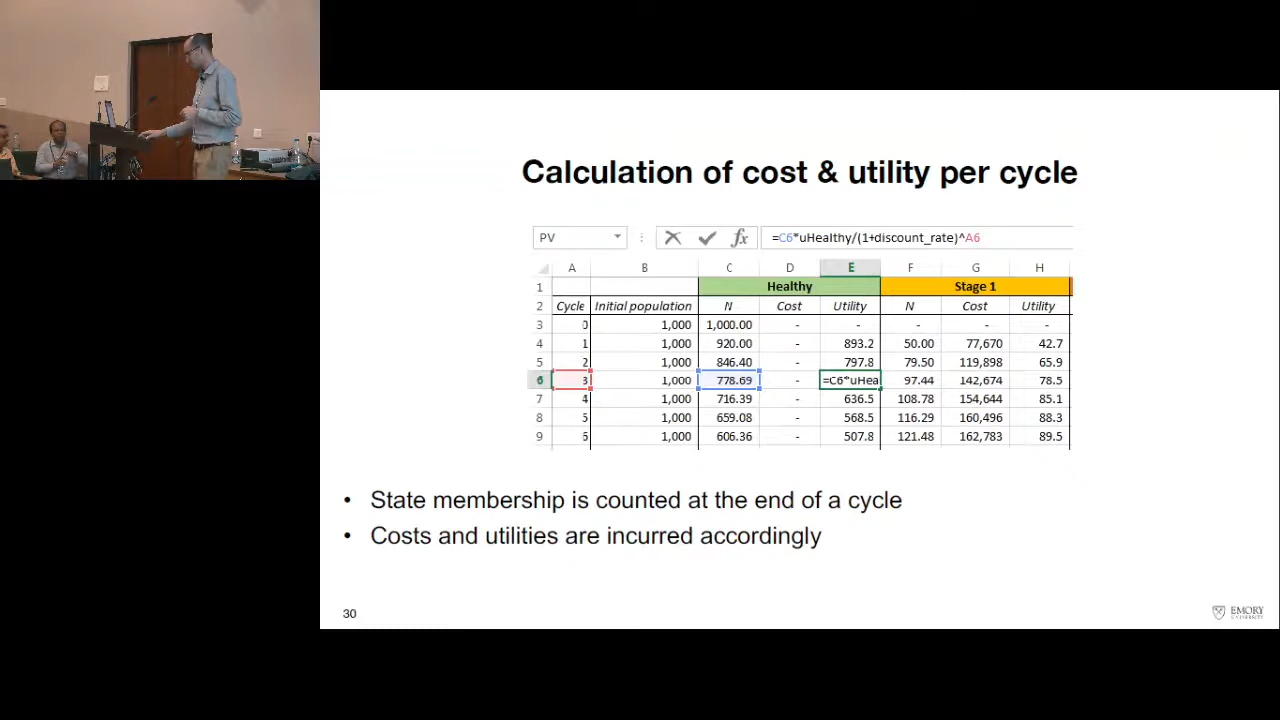 Calculation of cost & utility per cycle
PV =C6*uHealthy/(1+discount_rate)^A6
A B C D E F G H
1 Healthy Stage 1
2 Cycle Initial population N Cost Utility N Cost Utility
3 0 1,000 1,000.00 - - - - -
4 1 1,000 920.00 - 893.2 50.00 77,670 42.7
5 2 1,000 846.40 - 797.8 79.50 119,898 65.9
6 3 1,000 778.69 - =C6*uHea 97.44 142,674 78.5
7 4 1,000 716.39 - 636.5 108.78 154,644 85.1
8 5 1,000 659.08 - 568.5 116.29 160,496 88.3
9 6 1,000 606.36 - 507.8 121.48 162,783 89.5
• State membership is counted at the end of a cycle
• Costs and utilities are incurred accordingly
30
EMORY
UNIVERSITY